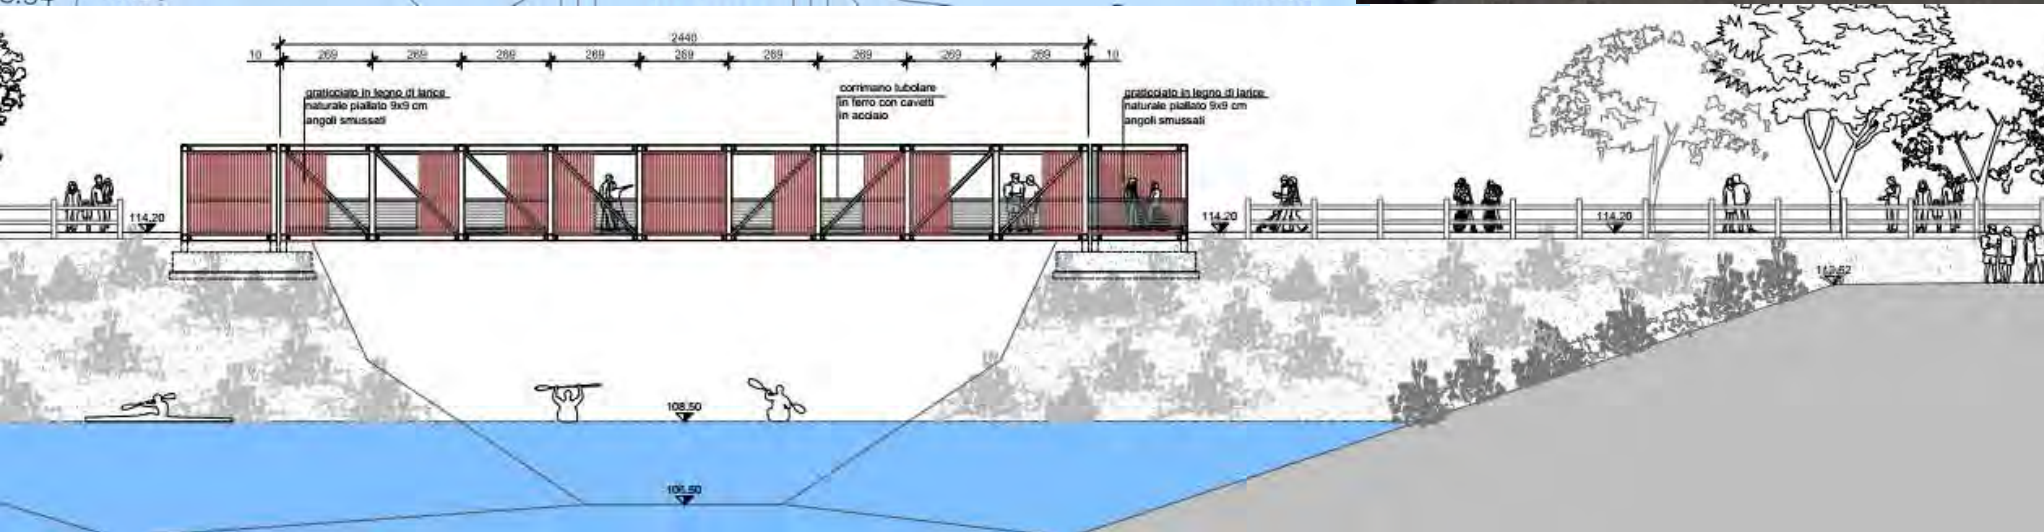 2440
10 269 269 269 269 269 269 269 269 269 10
graticciato in legno di larice
naturale piallato 9x9 cm
angoli smussati
corrimano tubolare
in ferro con cavetti
in acciaio
graticciato in legno di larice
naturale piallato 9x9 cm
angoli smussati
114.20
114.20
114.20
108.50
106.50